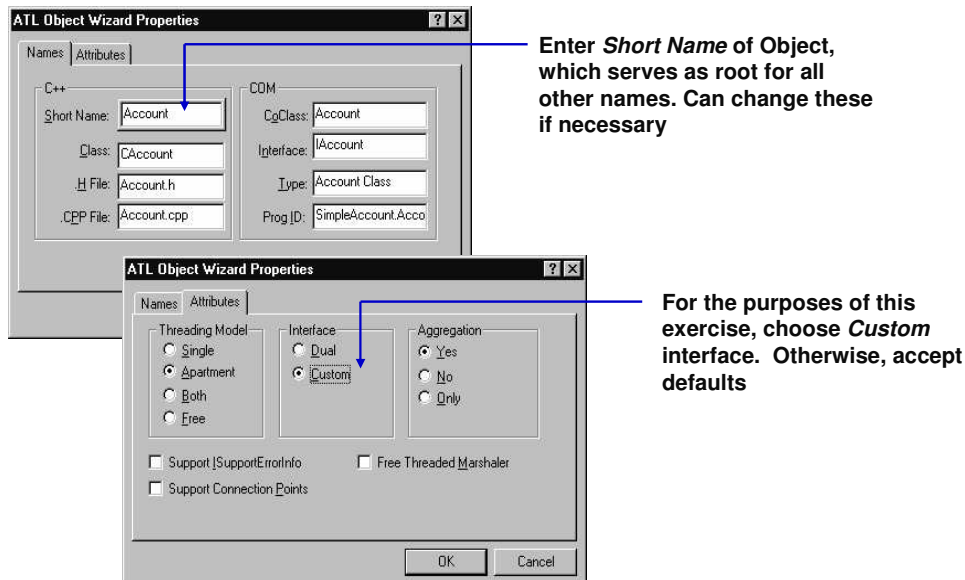 ATL Object Wizard Properties
Names Attributes
C++
Short Name: Account
Class: CAccount
.H File: Account.h
.CPP File: Account.cpp
COM
CoClass: Account
Interface: IAccount
Type: Account Class
Prog ID: SimpleAccount.Acco
Enter Short Name of Object,
which serves as root for all
other names. Can change these
if necessary
ATL Object Wizard Properties
Names Attributes
Threading Model
Single
Apartment
Both
Free
Interface
Dual
Custom
Aggregation
Yes
No
Only
Support ISupportErrorInfo
Free Threaded Marshaler
Support Connection Points
OK Cancel
For the purposes of this
exercise, choose Custom
interface. Otherwise, accept
defaults